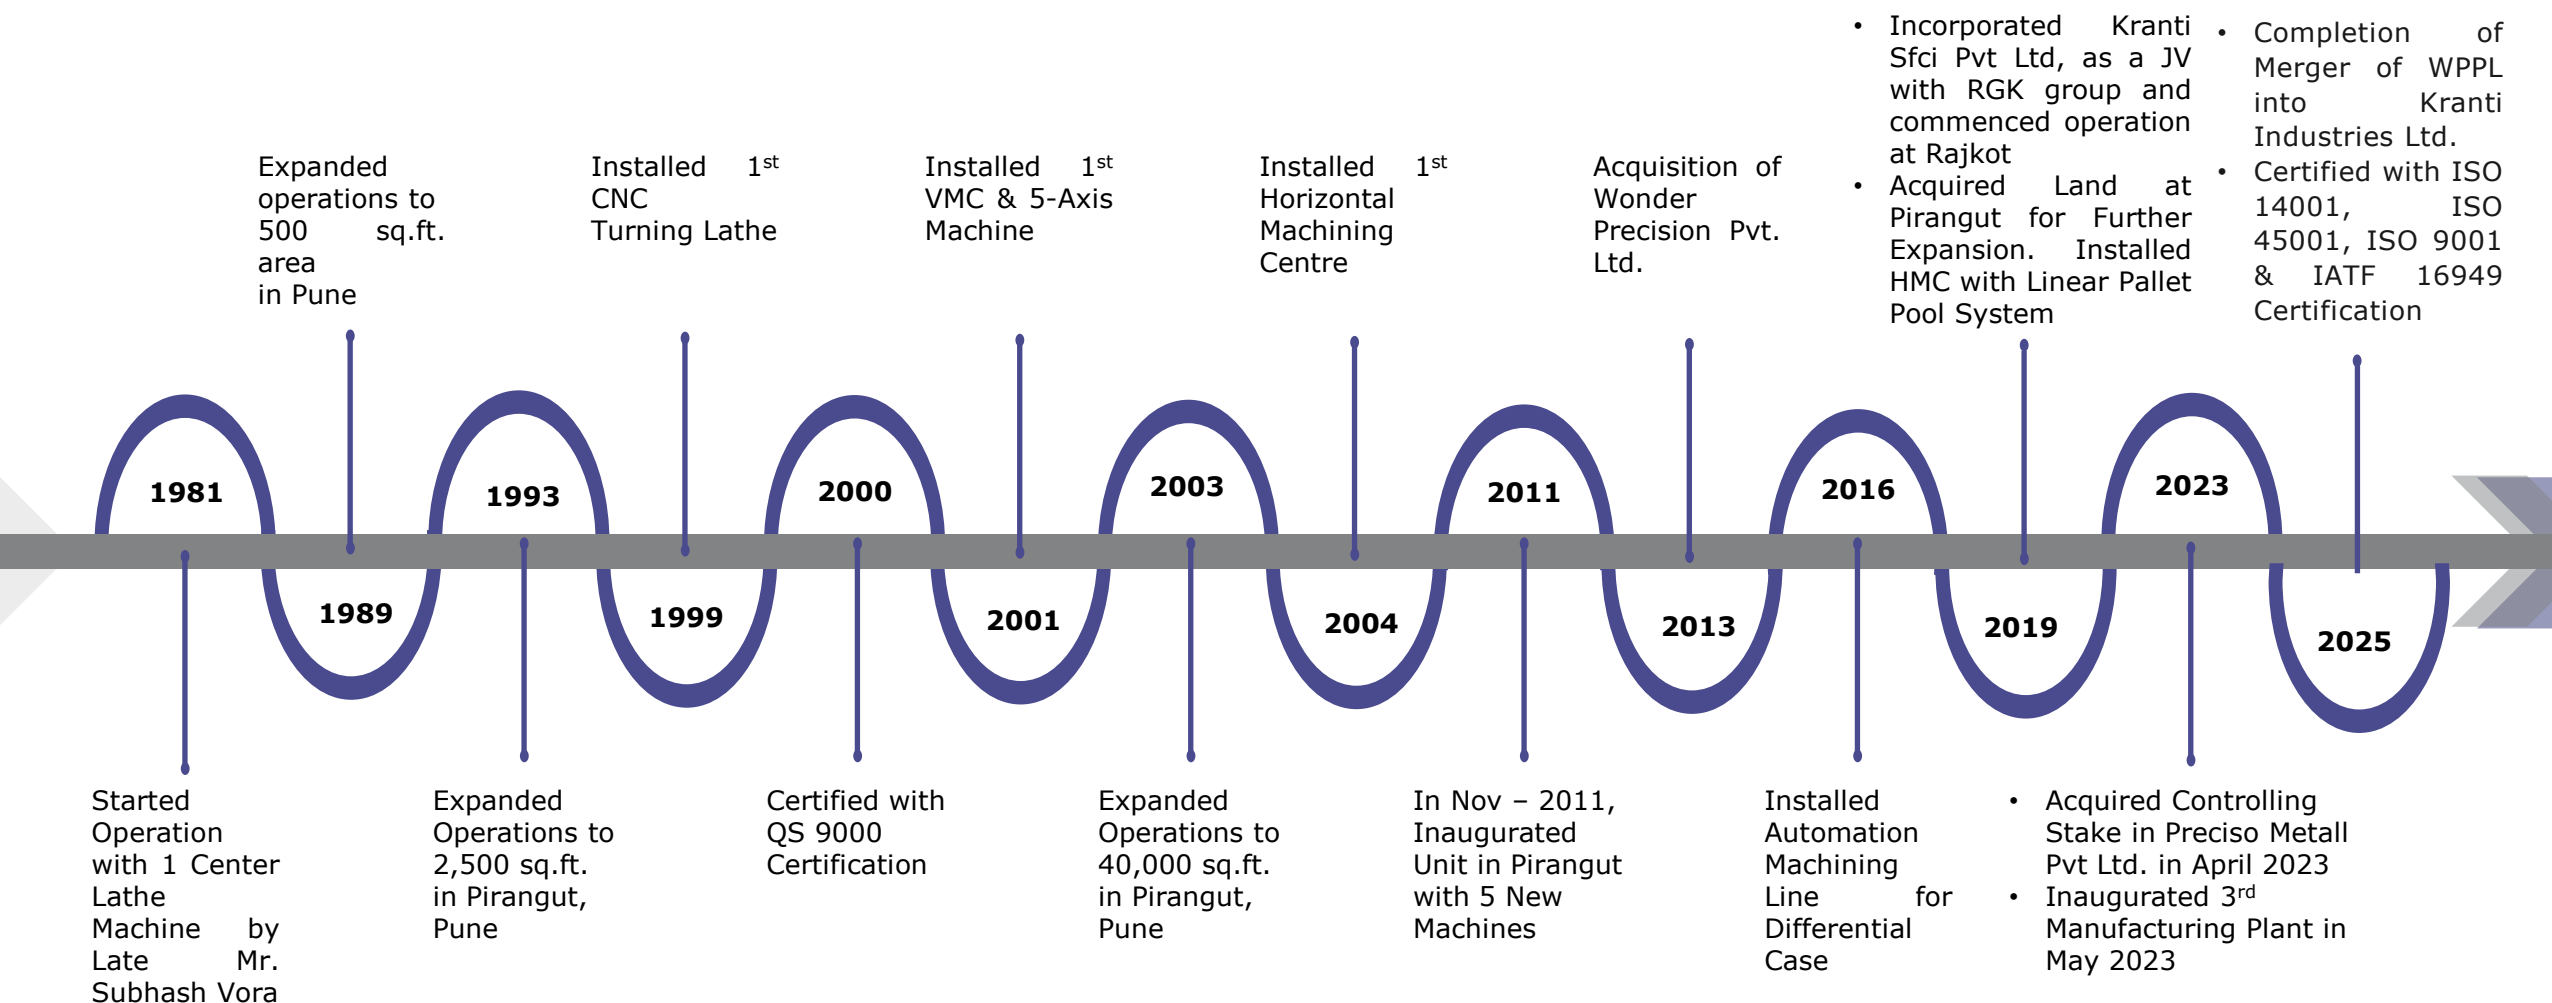 Expanded
operations to
500 sq.ft.
area
in Pune
Installed 1st
CNC
Turning Lathe
Installed 1st
VMC & 5-Axis
Machine
Installed 1st
Horizontal
Machining
Centre
Acquisition of
Wonder
Precision Pvt.
Ltd.
• Incorporated Kranti
Sfci Pvt Ltd, as a JV
with RGK group and
commenced operation
at Rajkot
• Acquired Land at
Pirangut for Further
Expansion. Installed
HMC with Linear Pallet
Pool System
• Completion of
Merger of WPPL
into Kranti
Industries Ltd.
• Certified with ISO
14001, ISO
45001, ISO 9001
& IATF 16949
Certification
1981
1989
1993
1999
2000
2001
2003
2004
2011
2013
2016
2019
2023
2025
Started
Operation
with 1 Center
Lathe
Machine by
Late Mr.
Subhash Vora
Expanded
Operations to
2,500 sq.ft.
in Pirangut,
Pune
Certified with
QS 9000
Certification
Expanded
Operations to
40,000 sq.ft.
in Pirangut,
Pune
In Nov – 2011,
Inaugurated
Unit in Pirangut
with 5 New
Machines
Installed
Automation
Machining
Line for
Differential
Case
• Acquired Controlling
Stake in Preciso Metall
Pvt Ltd. in April 2023
• Inaugurated 3rd
Manufacturing Plant in
May 2023